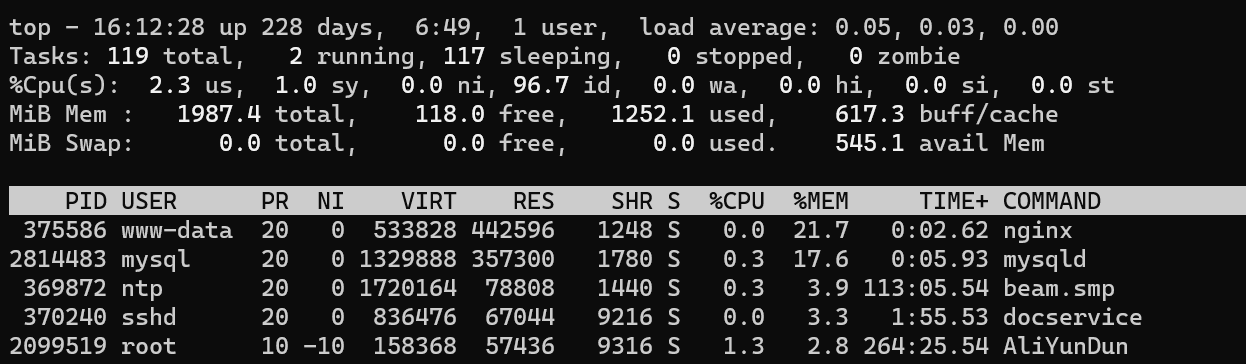 top - 16:12:28 up 228 days,  6:49,  1 user,  load average: 0.05, 0.03, 0.00
Tasks: 119 total,   2 running, 117 sleeping,   0 stopped,   0 zombie
%Cpu(s):  2.3 us,  1.0 sy,  0.0 ni, 96.7 id,  0.0 wa,  0.0 hi,  0.0 si,  0.0 st
MiB Mem :   1987.4 total,    118.0 free,   1252.1 used,    617.3 buff/cache
MiB Swap:      0.0 total,      0.0 free,      0.0 used.    545.1 avail Mem
    PID USER      PR  NI    VIRT    RES    SHR S  %CPU  %MEM     TIME+ COMMAND
 375586 www-data  20   0  533828 442596   1248 S   0.0  21.7   0:02.62 nginx
2814483 mysql     20   0 1329888 357300   1780 S   0.3  17.6   0:05.93 mysqld
 369872 ntp       20   0 1720164  78808   1440 S   0.3   3.9 113:05.54 beam.smp
 370240 sshd      20   0  836476  67044   9216 S   0.0   3.3   1:55.53 docservice
2099519 root      10 -10  158368  57436   9316 S   1.3   2.8 264:25.54 AliYunDun